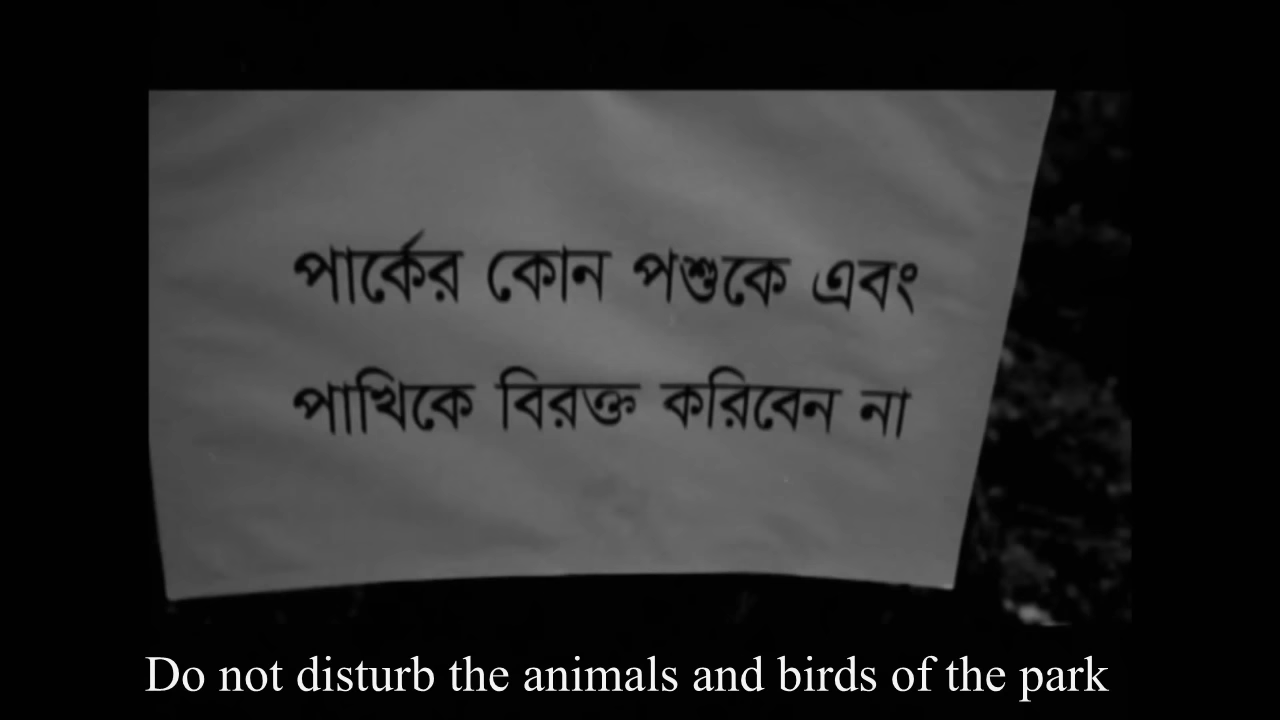 পার্কের কোন পশুকে এবং
পাখিকে বিরক্ত করিবেন না
Do not disturb the animals and birds of the park